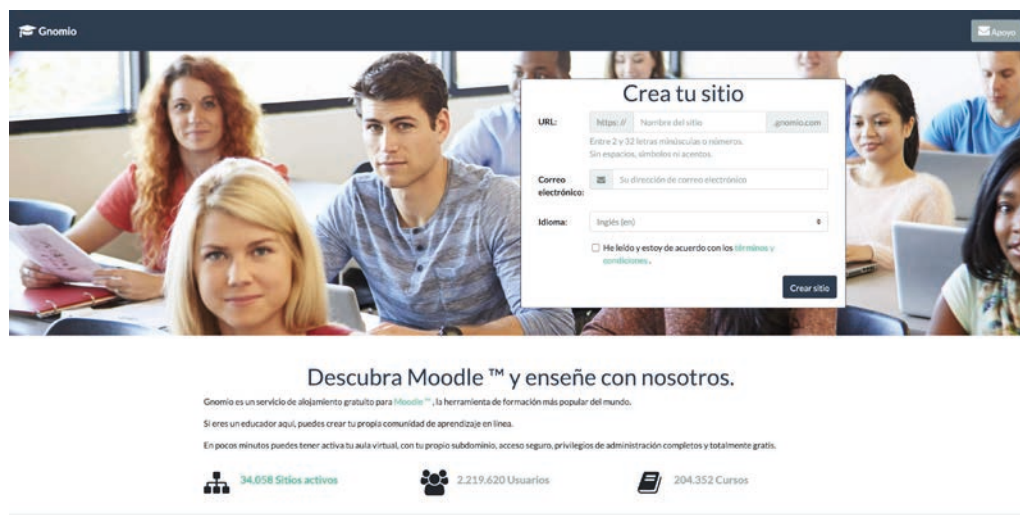 Gnomio
Apoyo
Crea tu sitio
URL:
https: //
Nombre del sitio
.gnomio.com
Entre 2 y 32 letras minúsculas o números.
Sin espacios, símbolos ni acentos.
Correo
electrónico:
Su dirección de correo electrónico
Idioma:
Inglés (en)
He leído y estoy de acuerdo con los términos y
condiciones .
Crear sitio
Descubra Moodle ™ y enseñe con nosotros.
Gnomio es un servicio de alojamiento gratuito para Moodle ™ , la herramienta de formación más popular del mundo.
Si eres un educador aquí, puedes crear tu propia comunidad de aprendizaje en línea.
En pocos minutos puedes tener activa tu aula virtual, con tu propio subdominio, acceso seguro, privilegios de administración completos y totalmente gratis.
34.058 Sitios activos
2.219.620 Usuarios
204.352 Cursos